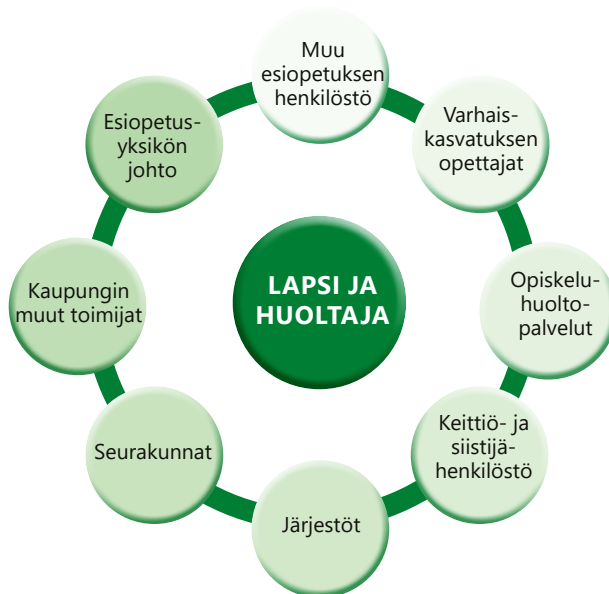 Muu
esiopetuksen
henkilöstö
Varhais-
kasvatuksen
opettajat
Opiskelu-
huolto-
palvelut
Keittiö- ja
siistijä-
henkilöstö
Järjestöt
Seurakunnat
Kaupungin
muut toimijat
Esiopetus-
yksikön
johto
LAPSI JA
HUOLTAJA